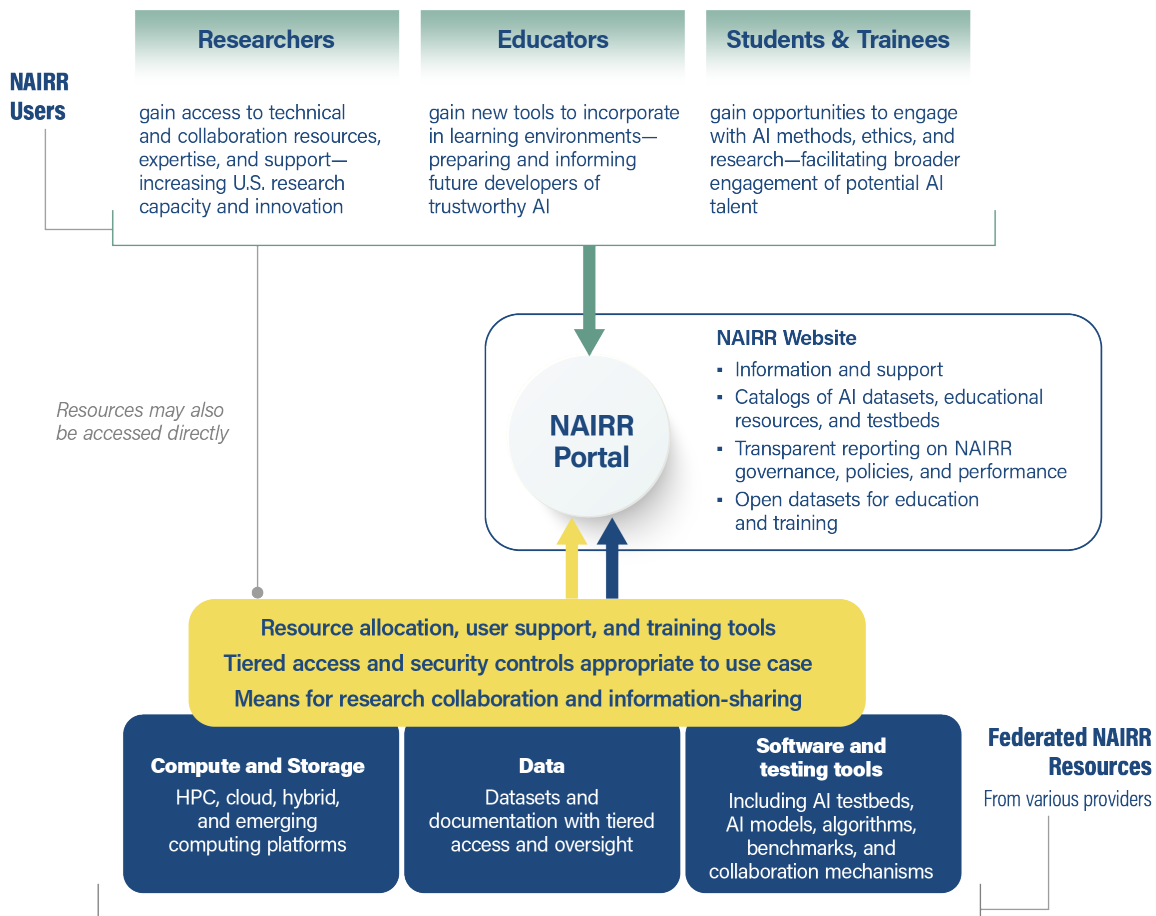 NAIRR
Users
Researchers
gain access to technical
and collaboration resources,
expertise, and support—
increasing U.S. research
capacity and innovation
Educators
gain new tools to incorporate
in learning environments—
preparing and informing
future developers of
trustworthy AI
Students & Trainees
gain opportunities to engage
with AI methods, ethics, and
research—facilitating broader
engagement of potential AI
talent
Resources may also
be accessed directly
NAIRR
Portal
NAIRR Website
▪ Information and support
▪ Catalogs of AI datasets, educational
resources, and testbeds
▪ Transparent reporting on NAIRR
governance, policies, and performance
▪ Open datasets for education
and training
Resource allocation, user support, and training tools
Tiered access and security controls appropriate to use case
Means for research collaboration and information-sharing
Compute and Storage
HPC, cloud, hybrid,
and emerging
computing platforms
Data
Datasets and
documentation with tiered
access and oversight
Software and
testing tools
Including AI testbeds,
AI models, algorithms,
benchmarks, and
collaboration mechanisms
Federated NAIRR
Resources
From various providers